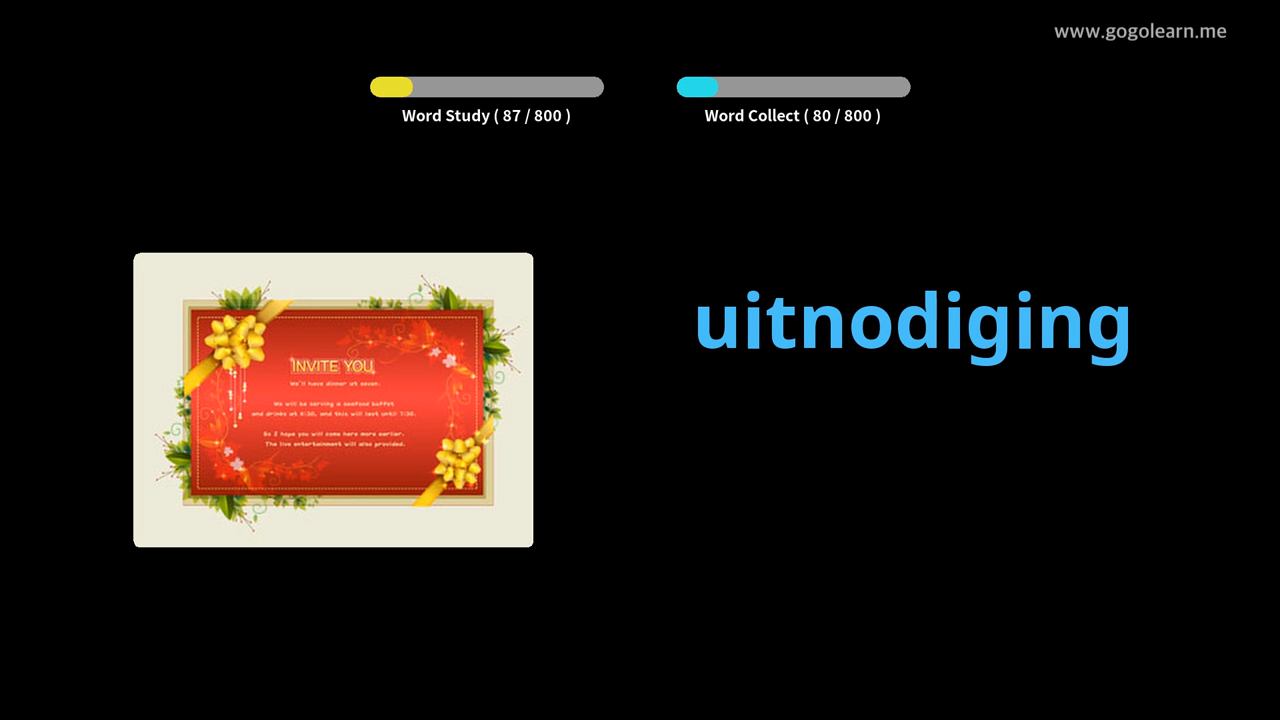 www.gogolearn.me
Word Study ( 87 / 800 )
Word Collect ( 80 / 800 )
uitnodiging
INVITE YOU
We'll have dinner at seven.
We will be serving a seafood buffet
and drinks at 6:30, and this will last until 7:30.
So I hope you will come here more earlier.
The live entertainment will also provided.